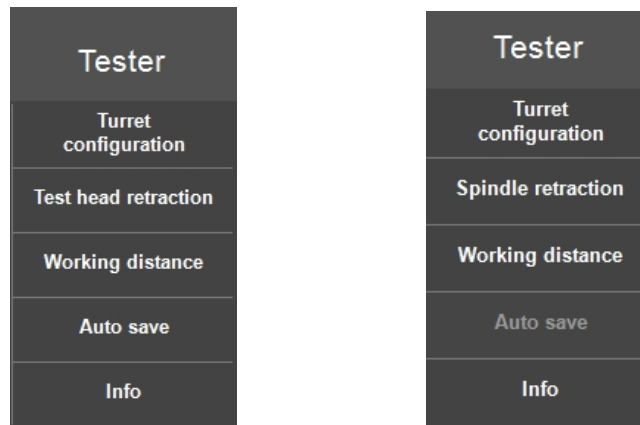 Tester
Turret
configuration
Test head retraction
Working distance
Auto save
Info
Tester
Turret
configuration
Spindle retraction
Working distance
Auto save
Info